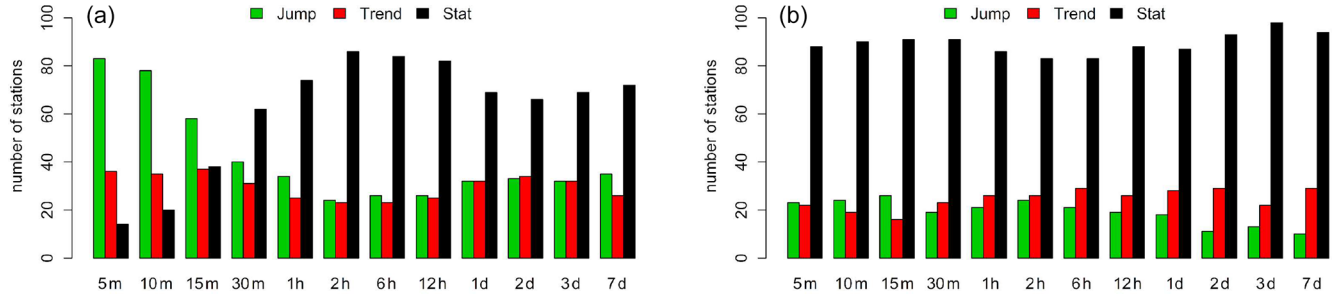 (a) Jump Trend Stat
number of stations
0 20 40 60 80 100
5m 10m 15m 30m 1h 2h 6h 12h 1d 2d 3d 7d
(b) Jump Trend Stat
number of stations
0 20 40 60 80 100
5m 10m 15m 30m 1h 2h 6h 12h 1d 2d 3d 7d